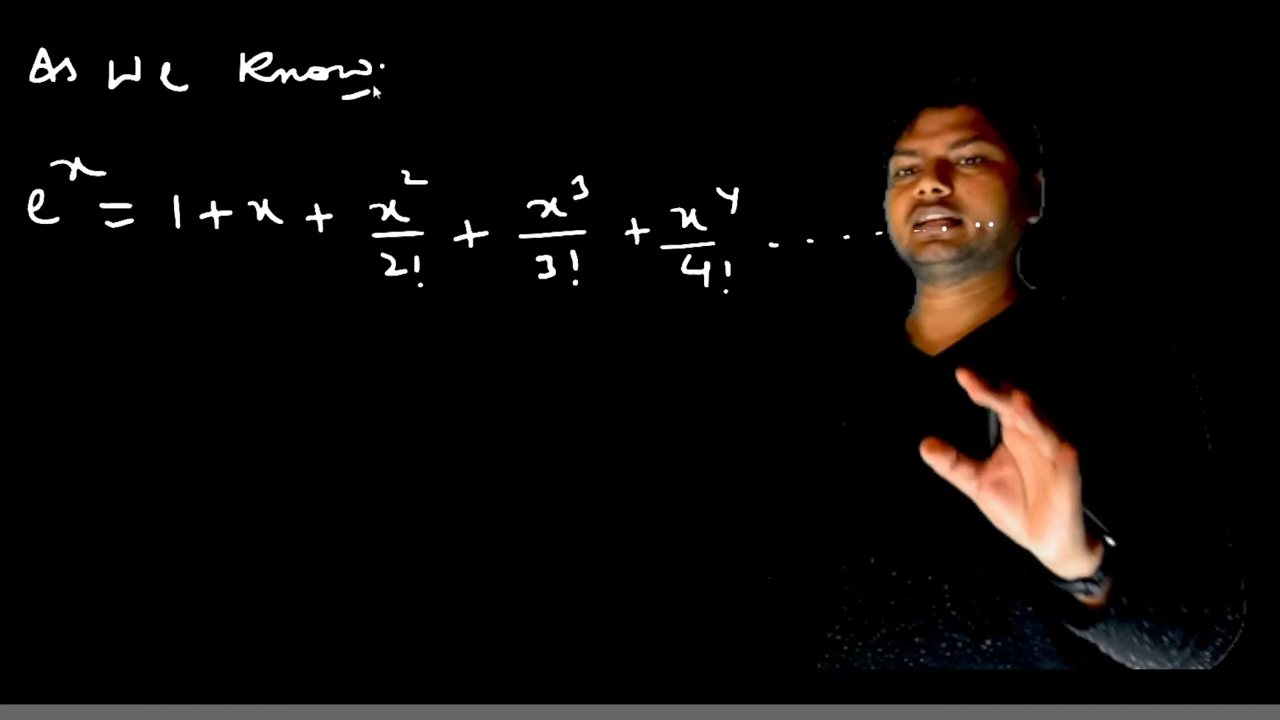 As We Know.
e^x = 1 + x + x^2/2! + x^3/3! + x^4/4! ..........